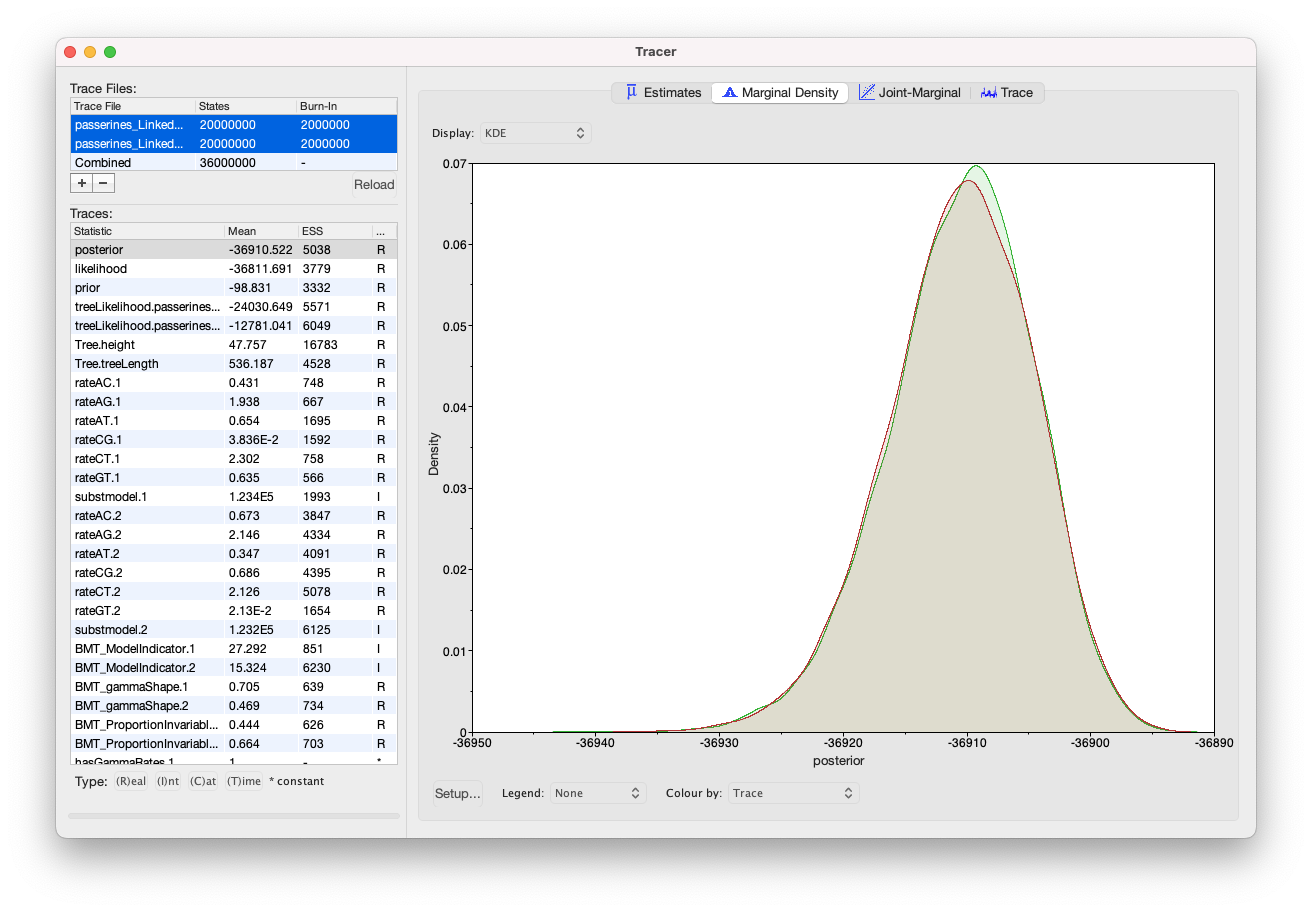 Tracer
Trace Files:
Trace File States Burn-In
passerines_Linked... 20000000 2000000
passerines_Linked... 20000000 2000000
Combined 36000000 -
+ − Reload
Traces:
Statistic Mean ESS ...
posterior -36910.522 5038 R
likelihood -36811.691 3779 R
prior -98.831 3332 R
treeLikelihood.passerines... -24030.649 5571 R
treeLikelihood.passerines... -12781.041 6049 R
Tree.height 47.757 16783 R
Tree.treeLength 536.187 4528 R
rateAC.1 0.431 748 R
rateAG.1 1.938 667 R
rateAT.1 0.654 1695 R
rateCG.1 3.836E-2 1592 R
rateCT.1 2.302 758 R
rateGT.1 0.635 566 R
substmodel.1 1.234E5 1993 I
rateAC.2 0.673 3847 R
rateAG.2 2.146 4334 R
rateAT.2 0.347 4091 R
rateCG.2 0.686 4395 R
rateCT.2 2.126 5078 R
rateGT.2 2.13E-2 1654 R
substmodel.2 1.232E5 6125 I
BMT_ModelIndicator.1 27.292 851 I
BMT_ModelIndicator.2 15.324 6230 I
BMT_gammaShape.1 0.705 639 R
BMT_gammaShape.2 0.469 734 R
BMT_ProportionInvariabl... 0.444 626 R
BMT_ProportionInvariabl... 0.664 703 R
hasGammaRates.1 1 - *
Type: (R)eal (I)nt (C)at (T)ime * constant
Estimates Marginal Density Joint-Marginal Trace
Display: KDE
0.07
0.06
0.05
0.04
0.03
0.02
0.01
0
Density
-36950 -36940 -36930 -36920 -36910 -36900 -36890
posterior
Setup... Legend: None Colour by: Trace